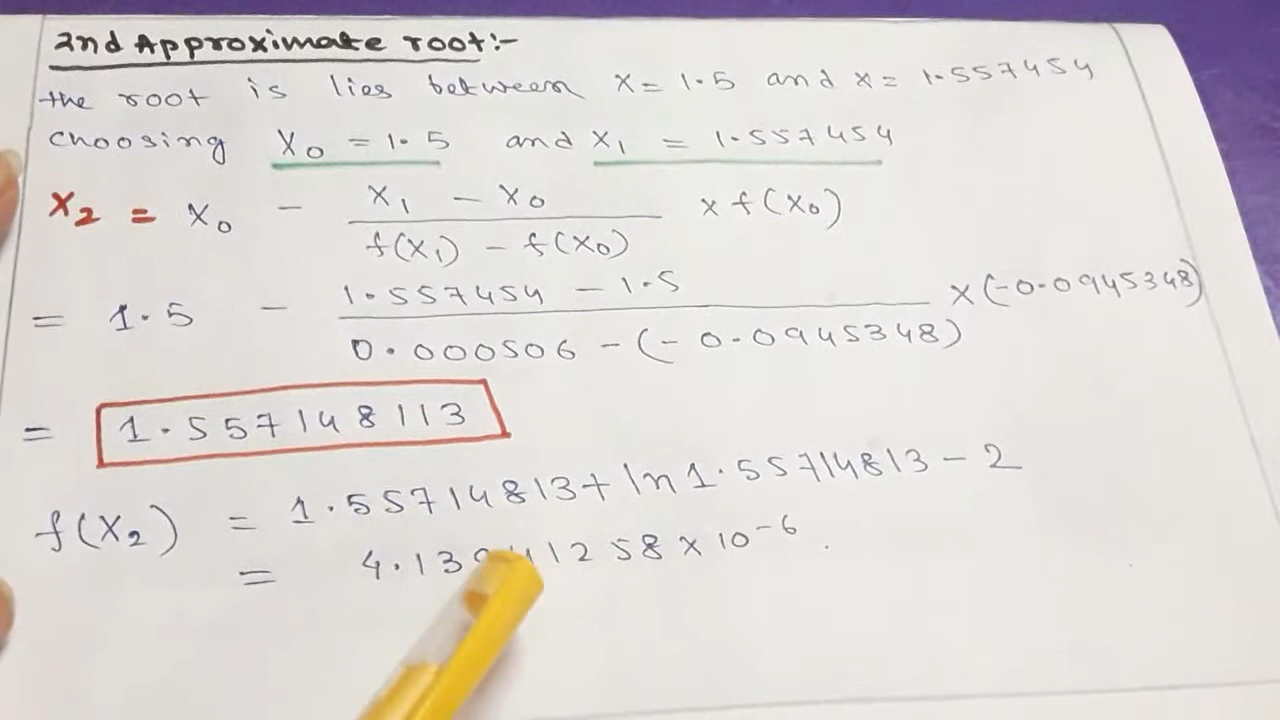 2nd Approximate root:-
the root is lies between x = 1.5 and x = 1.557454
choosing x₀ = 1.5 and x₁ = 1.557454
x₂ = x₀ - (x₁ - x₀) / (f(x₁) - f(x₀)) × f(x₀)
= 1.5 - (1.557454 - 1.5) / (0.000506 - (-0.0945348)) × (-0.0945348)
= 1.557148113
f(x₂) = 1.55714813 + ln 1.55714813 - 2
= 4.13 1258 × 10⁻⁶ .